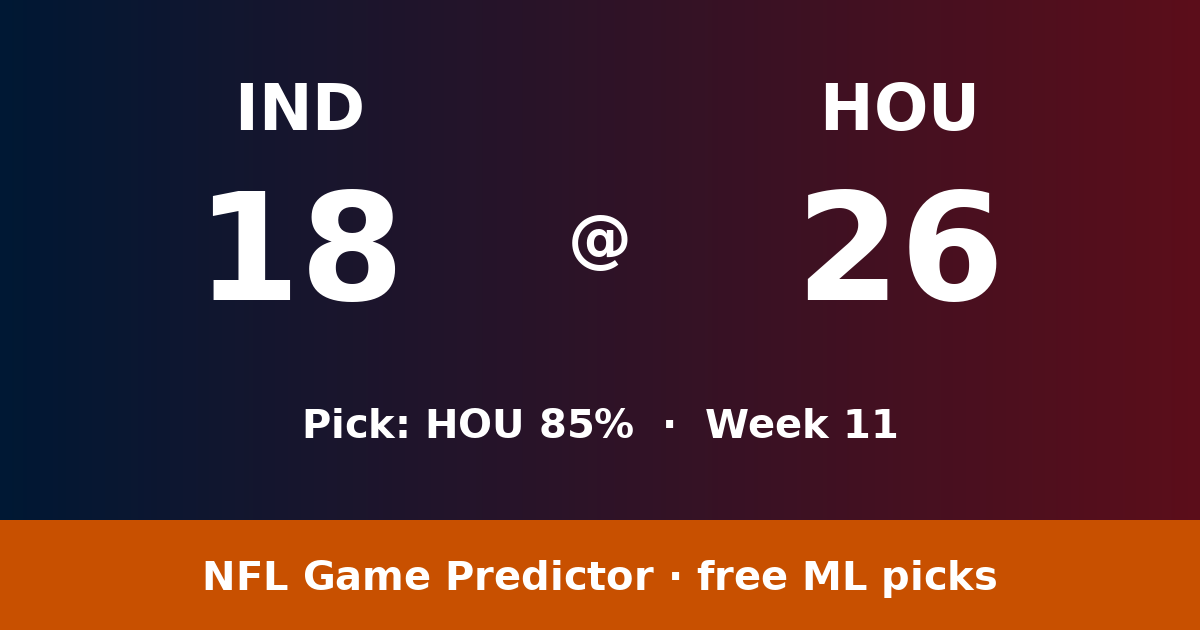 IND
HOU
18 @ 26
Pick: HOU 85% · Week 11
NFL Game Predictor · free ML picks